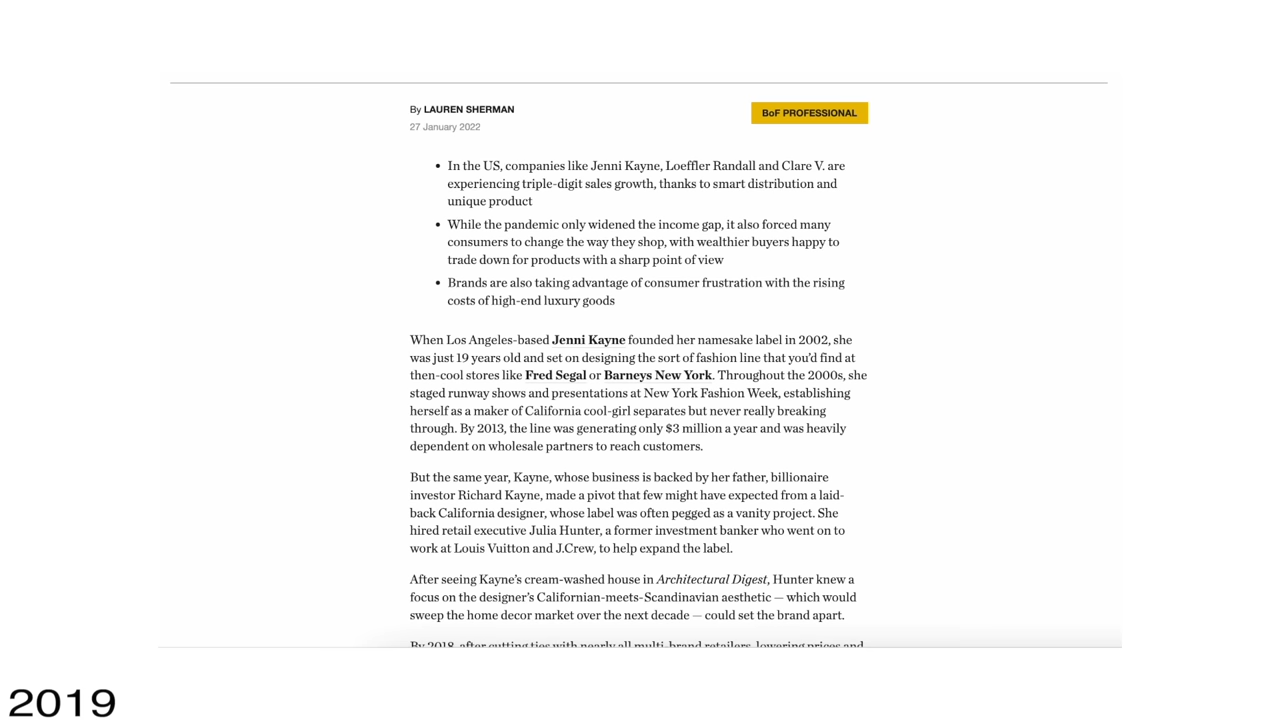 By LAUREN SHERMAN
BoF PROFESSIONAL
27 January 2022
• In the US, companies like Jenni Kayne, Loeffler Randall and Clare V. are
experiencing triple-digit sales growth, thanks to smart distribution and
unique product
• While the pandemic only widened the income gap, it also forced many
consumers to change the way they shop, with wealthier buyers happy to
trade down for products with a sharp point of view
• Brands are also taking advantage of consumer frustration with the rising
costs of high-end luxury goods
When Los Angeles-based Jenni Kayne founded her namesake label in 2002, she
was just 19 years old and set on designing the sort of fashion line that you’d find at
then-cool stores like Fred Segal or Barneys New York. Throughout the 2000s, she
staged runway shows and presentations at New York Fashion Week, establishing
herself as a maker of California cool-girl separates but never really breaking
through. By 2013, the line was generating only $3 million a year and was heavily
dependent on wholesale partners to reach customers.
But the same year, Kayne, whose business is backed by her father, billionaire
investor Richard Kayne, made a pivot that few might have expected from a laid-
back California designer, whose label was often pegged as a vanity project. She
hired retail executive Julia Hunter, a former investment banker who went on to
work at Louis Vuitton and J.Crew, to help expand the label.
After seeing Kayne’s cream-washed house in Architectural Digest, Hunter knew a
focus on the designer’s Californian-meets-Scandinavian aesthetic — which would
sweep the home decor market over the next decade — could set the brand apart.
By 2018, after cutting ties with nearly all multi-brand retailers, lowering prices and
2019